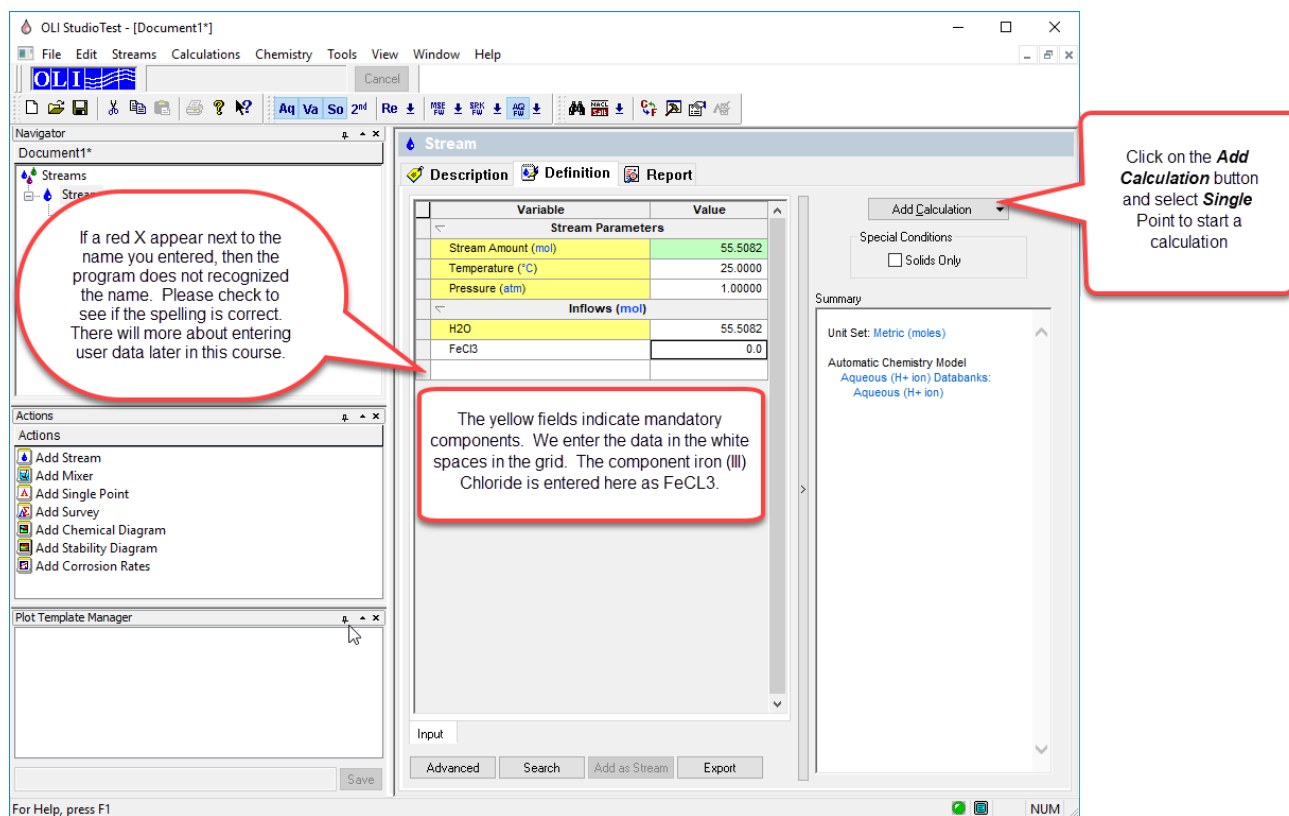 OLI StudioTest - [Document1*]
File Edit Streams Calculations Chemistry Tools View Window Help
OLI
Cancel
Aq Va So 2nd Re MSE FW SRK FW AQ FW
Navigator
Document1*
Streams
Stream
Stream
Description Definition Report
Variable Value
Stream Parameters
Stream Amount (mol) 55.5082
Temperature (°C) 25.0000
Pressure (atm) 1.00000
Inflows (mol)
H2O 55.5082
FeCl3 0.0
Add Calculation
Special Conditions
Solids Only
Summary
Unit Set: Metric (moles)
Automatic Chemistry Model
Aqueous (H+ ion) Databanks:
Aqueous (H+ ion)
Click on the Add
Calculation button
and select Single
Point to start a
calculation
If a red X appear next to the
name you entered, then the
program does not recognized
the name. Please check to
see if the spelling is correct.
There will more about entering
user data later in this course.
The yellow fields indicate mandatory
components. We enter the data in the white
spaces in the grid. The component iron (III)
Chloride is entered here as FeCL3.
Actions
Actions
Add Stream
Add Mixer
Add Single Point
Add Survey
Add Chemical Diagram
Add Stability Diagram
Add Corrosion Rates
Plot Template Manager
Save
Input
Advanced Search Add as Stream Export
For Help, press F1
NUM